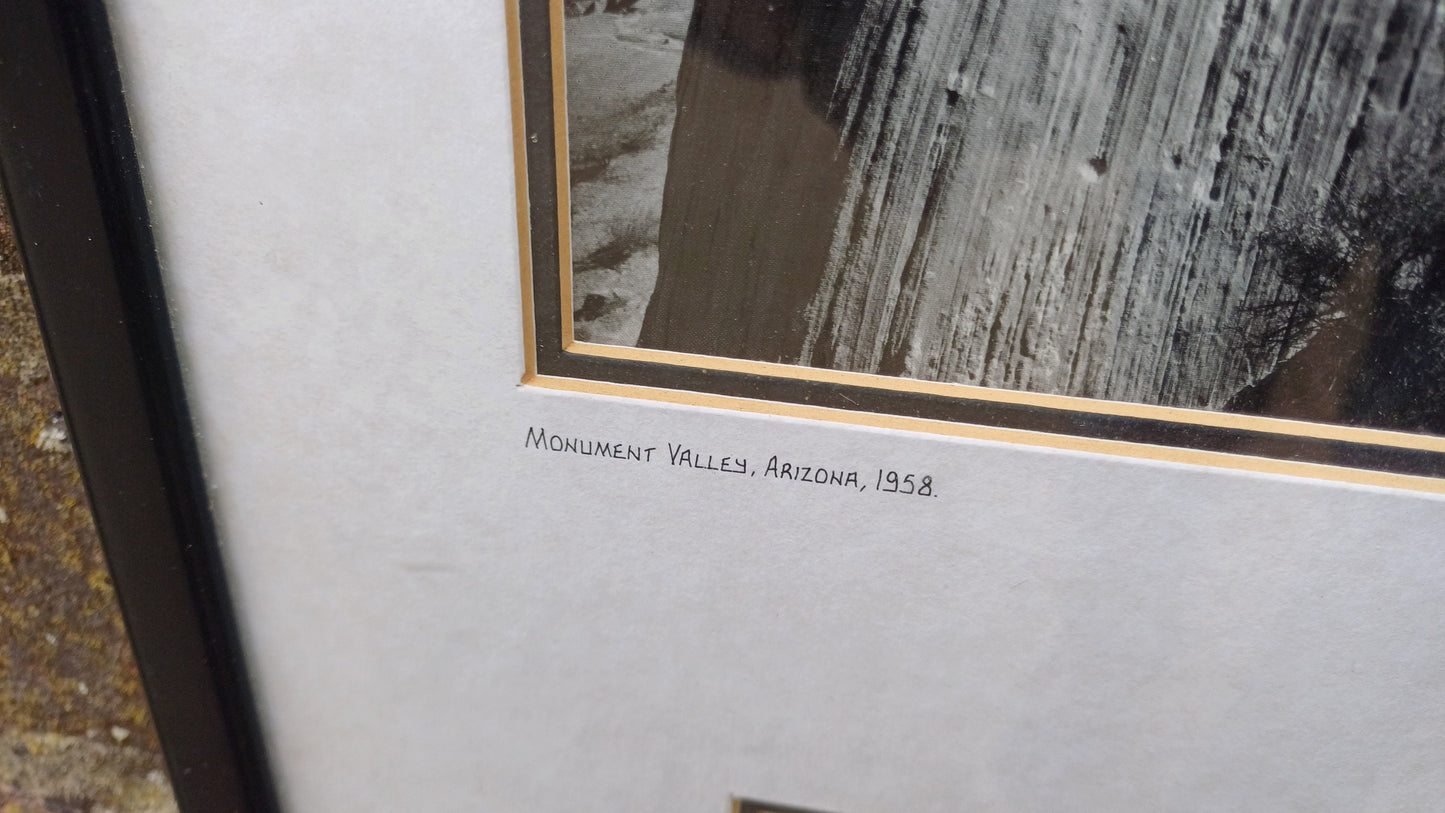 Monument Valley, Arizona, 1958.